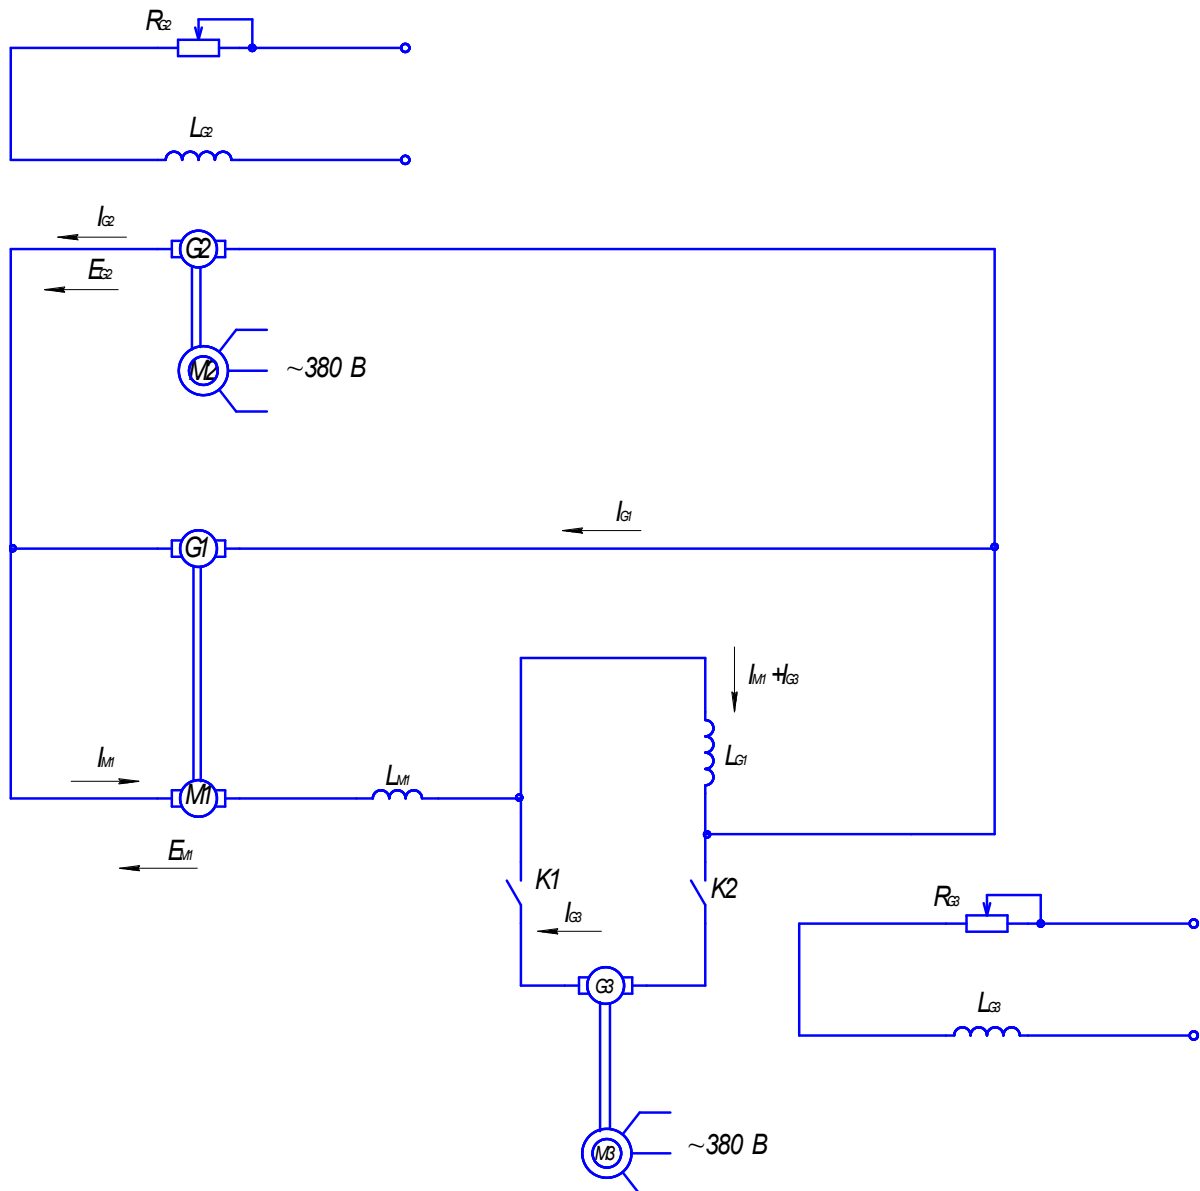 RG2
LG2
IG2
G2
EG2
M2
~380 В
IG1
G1
IM1+IG3
LG1
IM1
LM1
M1
EM1
K1
K2
RG3
IG3
G3
LG3
M3
~380 В